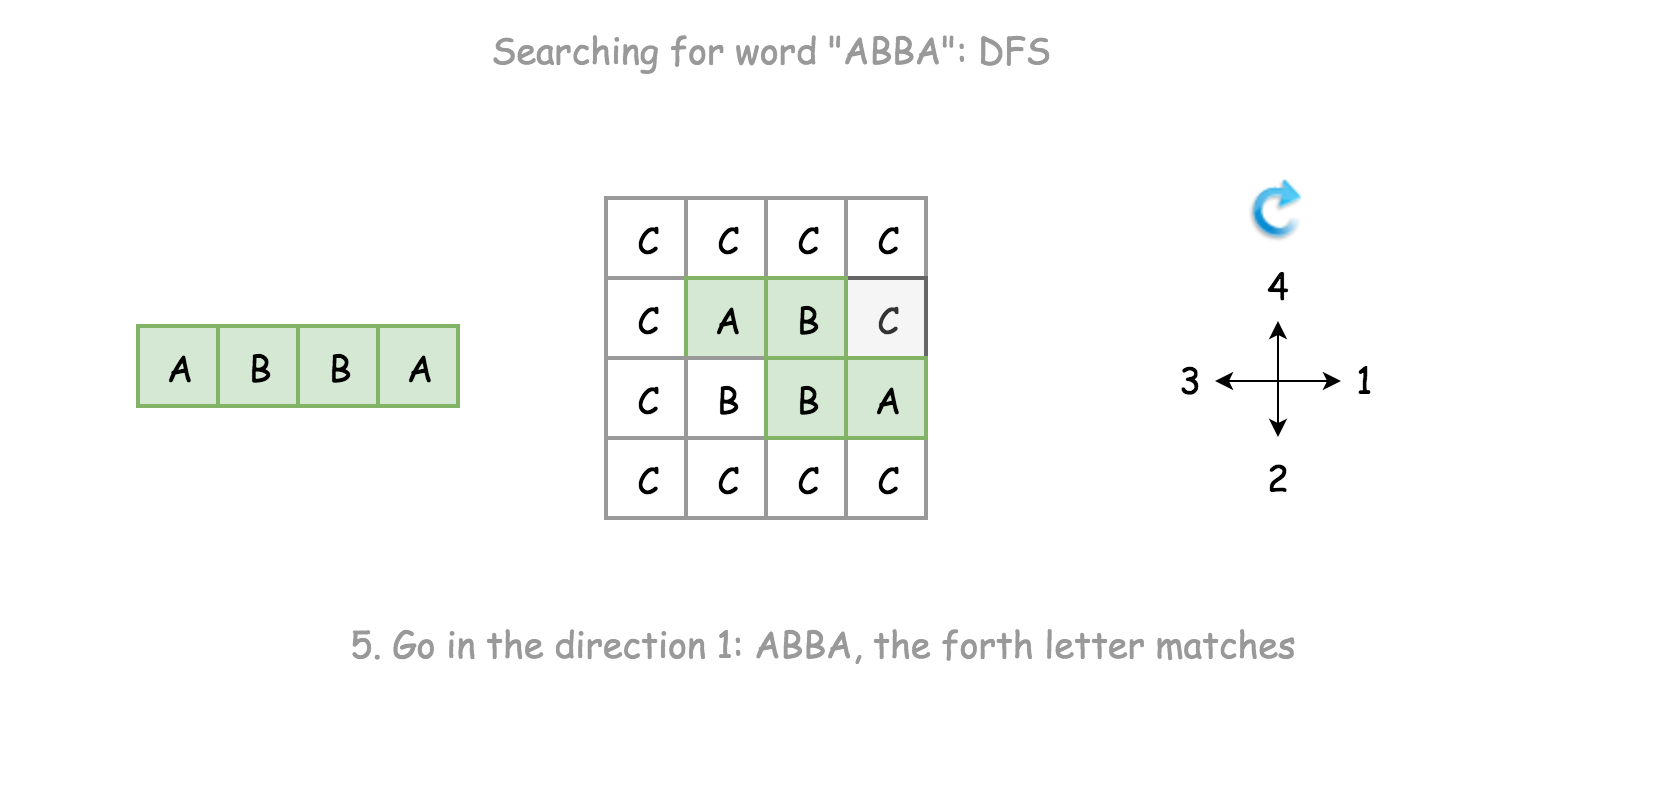 Searching for word "ABBA": DFS
A B B A
C C C C
C A B C
C B B A
C C C C
4
3 1
2
5. Go in the direction 1: ABBA, the forth letter matches